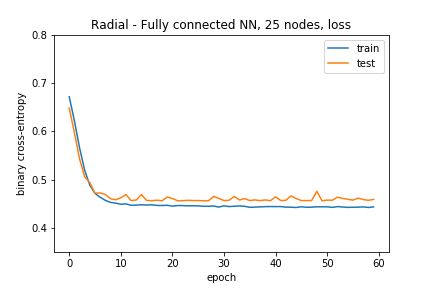 Radial - Fully connected NN, 25 nodes, loss
train
test
binary cross-entropy
0.8
0.7
0.6
0.5
0.4
0 10 20 30 40 50 60
epoch